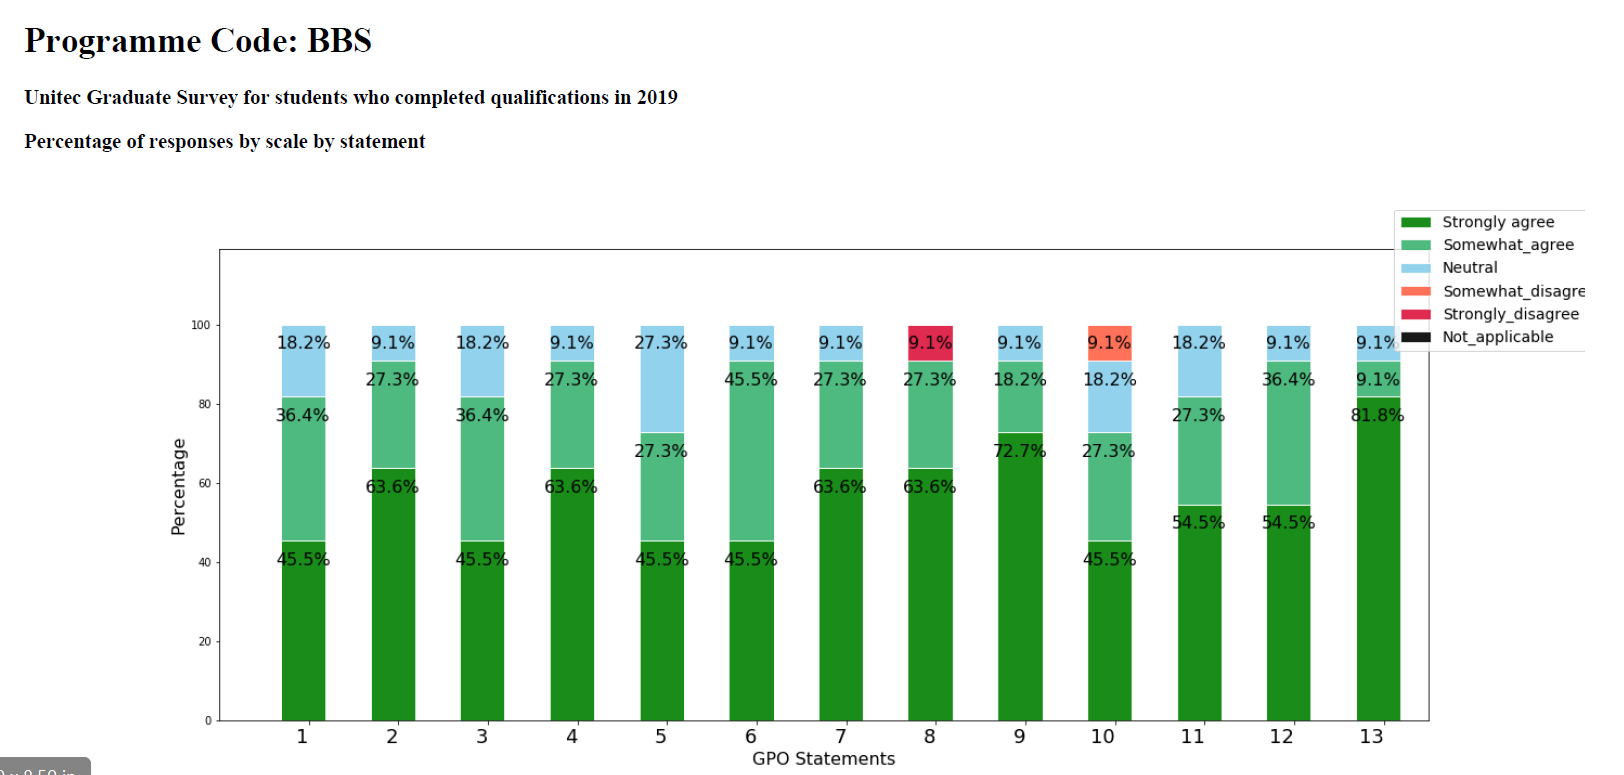 Programme Code: BBS
Unitec Graduate Survey for students who completed qualifications in 2019
Percentage of responses by scale by statement
Strongly agree
Somewhat_agree
Neutral
Somewhat_disagre
Strongly_disagree
Not_applicable
100
80
60
40
20
0
Percentage
18.2% 9.1% 18.2% 9.1% 27.3% 9.1% 9.1% 9.1% 9.1% 9.1% 18.2% 9.1% 9.1%
27.3% 27.3% 45.5% 27.3% 27.3% 18.2% 18.2% 36.4% 9.1%
36.4% 36.4% 27.3% 81.8%
27.3% 72.7% 27.3%
63.6% 63.6% 63.6% 63.6%
54.5% 54.5%
45.5% 45.5% 45.5% 45.5% 45.5%
1 2 3 4 5 6 7 8 9 10 11 12 13
GPO Statements